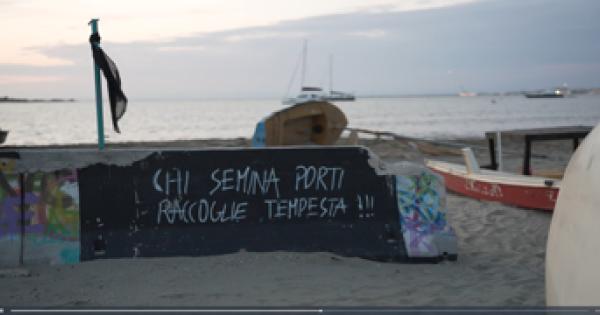 CHI SEMINA PORTI
RACCOGLIE TEMPESTA !!!